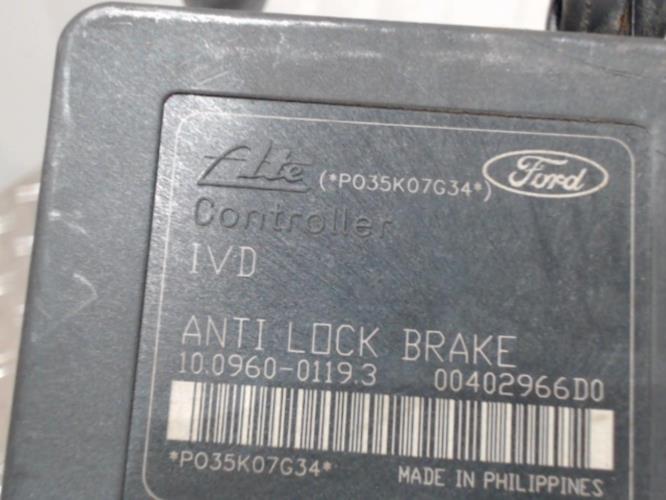 Ate (*P035K07G34*) Ford
Controller
IVD
ANTI LOCK BRAKE
10.0960-0119.3 00402966D0
*P035K07G34*
MADE IN PHILIPPINES